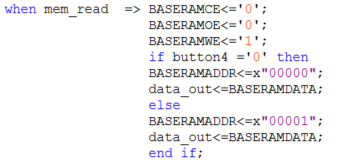 when mem_read  => BASERAMCE<='0';
BASERAMOE<='0';
BASERAMWE<='1';
if button4 ='0' then
BASERAMADDR<=x"00000";
data_out<=BASERAMDATA;
else
BASERAMADDR<=x"00001";
data_out<=BASERAMDATA;
end if;